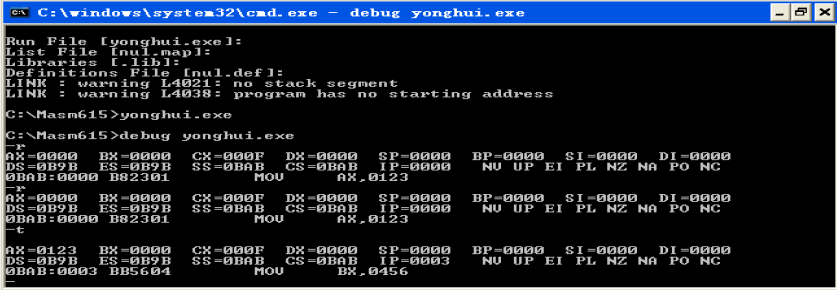 C:\windows\system32\cmd.exe - debug yonghui.exe
Run File [yonghui.exe]:
List File [nul.map]:
Libraries [.lib]:
Definitions File [nul.def]:
LINK : warning L4021: no stack segment
LINK : warning L4038: program has no starting address
C:\Masm615>yonghui.exe
C:\Masm615>debug yonghui.exe
-r
AX=0000 BX=0000 CX=000F DX=0000 SP=0000 BP=0000 SI=0000 DI=0000
DS=0B9B ES=0B9B SS=0BAB CS=0BAB IP=0000 NV UP EI PL NZ NA PO NC
0BAB:0000 B82301 MOV AX,0123
-r
AX=0000 BX=0000 CX=000F DX=0000 SP=0000 BP=0000 SI=0000 DI=0000
DS=0B9B ES=0B9B SS=0BAB CS=0BAB IP=0000 NV UP EI PL NZ NA PO NC
0BAB:0000 B82301 MOV AX,0123
-t
AX=0123 BX=0000 CX=000F DX=0000 SP=0000 BP=0000 SI=0000 DI=0000
DS=0B9B ES=0B9B SS=0BAB CS=0BAB IP=0003 NV UP EI PL NZ NA PO NC
0BAB:0003 BB5604 MOV BX,0456
-